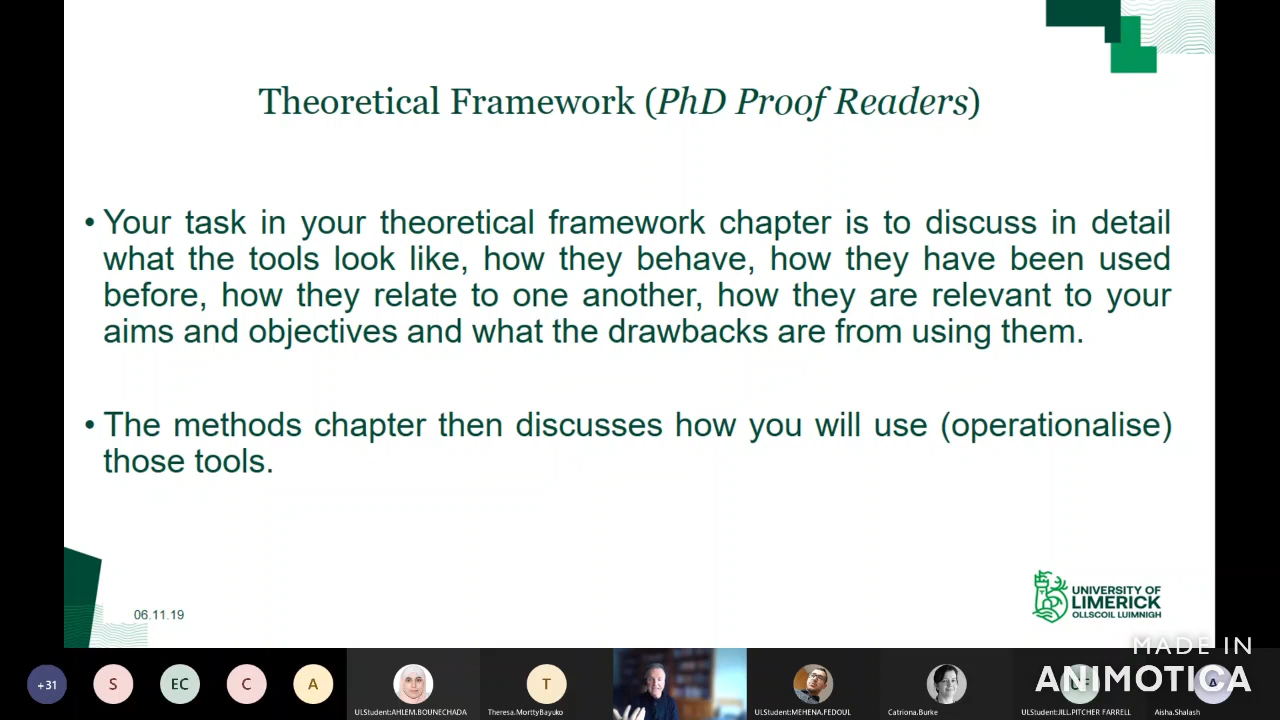 Theoretical Framework (PhD Proof Readers)
• Your task in your theoretical framework chapter is to discuss in detail
what the tools look like, how they behave, how they have been used
before, how they relate to one another, how they are relevant to your
aims and objectives and what the drawbacks are from using them.
• The methods chapter then discusses how you will use (operationalise)
those tools.
06.11.19
UNIVERSITY OF
LIMERICK
OLLSCOIL LUIMNIGH
MADE IN
ANIMOTICA
+31
S
EC
C
A
T
A
ULStudent:AHLEM.BOUNECHADA
Theresa.MorttyBayuko
ULStudent:MEHENA.FEDOUL
Catriona.Burke
ULStudent:JILL.PITCHER FARRELL
Aisha.Shalash